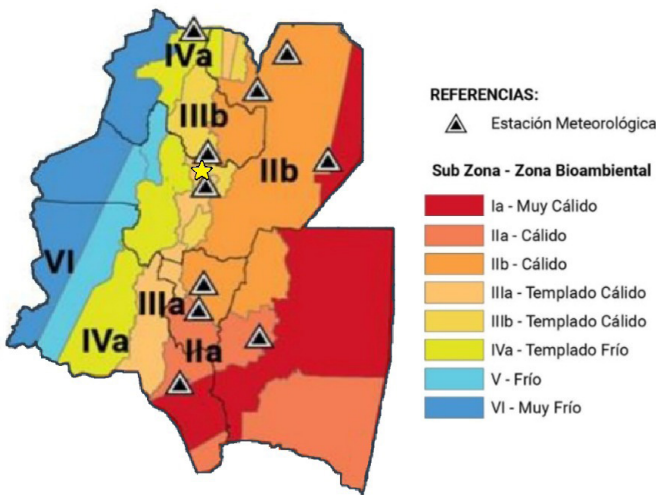 IVa
IIIb
IIb
VI
IIIa
IVa
IIa
REFERENCIAS:
Estación Meteorológica
Sub Zona - Zona Bioambiental
Ia - Muy Cálido
IIa - Cálido
IIb - Cálido
IIIa - Templado Cálido
IIIb - Templado Cálido
IVa - Templado Frío
V - Frío
VI - Muy Frío